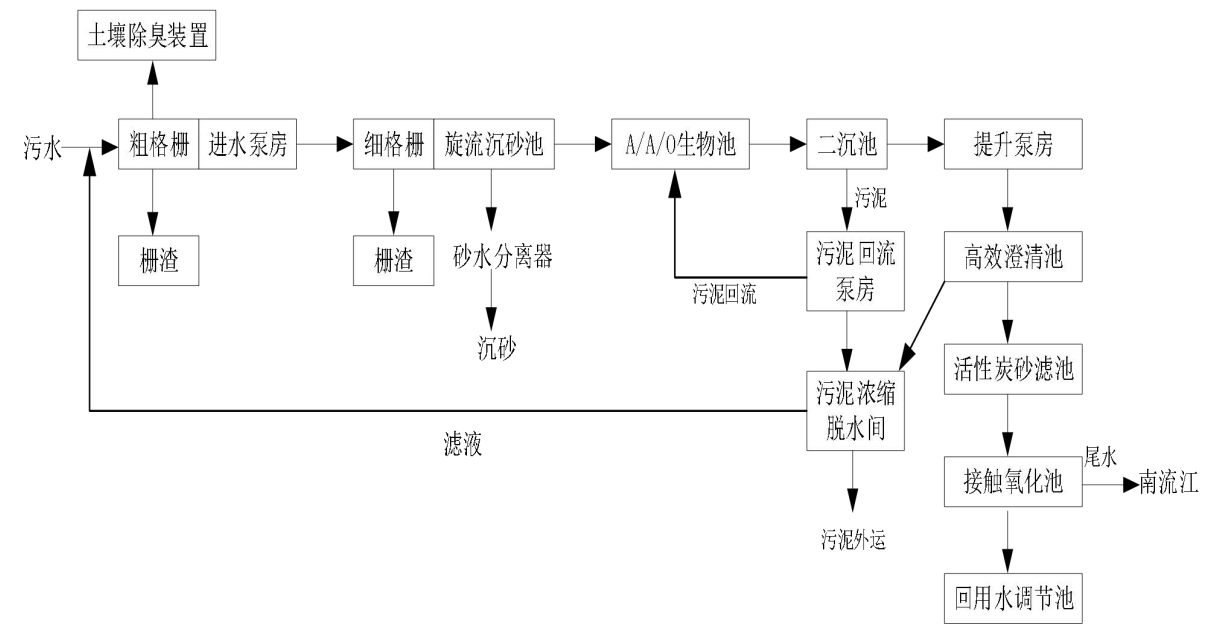 土壤除臭装置
污水
粗格栅
进水泵房
细格栅
旋流沉砂池
A/A/O生物池
二沉池
提升泵房
污泥
栅渣
栅渣
砂水分离器
污泥回流
泵房
高效澄清池
污泥回流
沉砂
活性炭砂滤池
污泥浓缩
脱水间
滤液
尾水
接触氧化池
南流江
污泥外运
回用水调节池